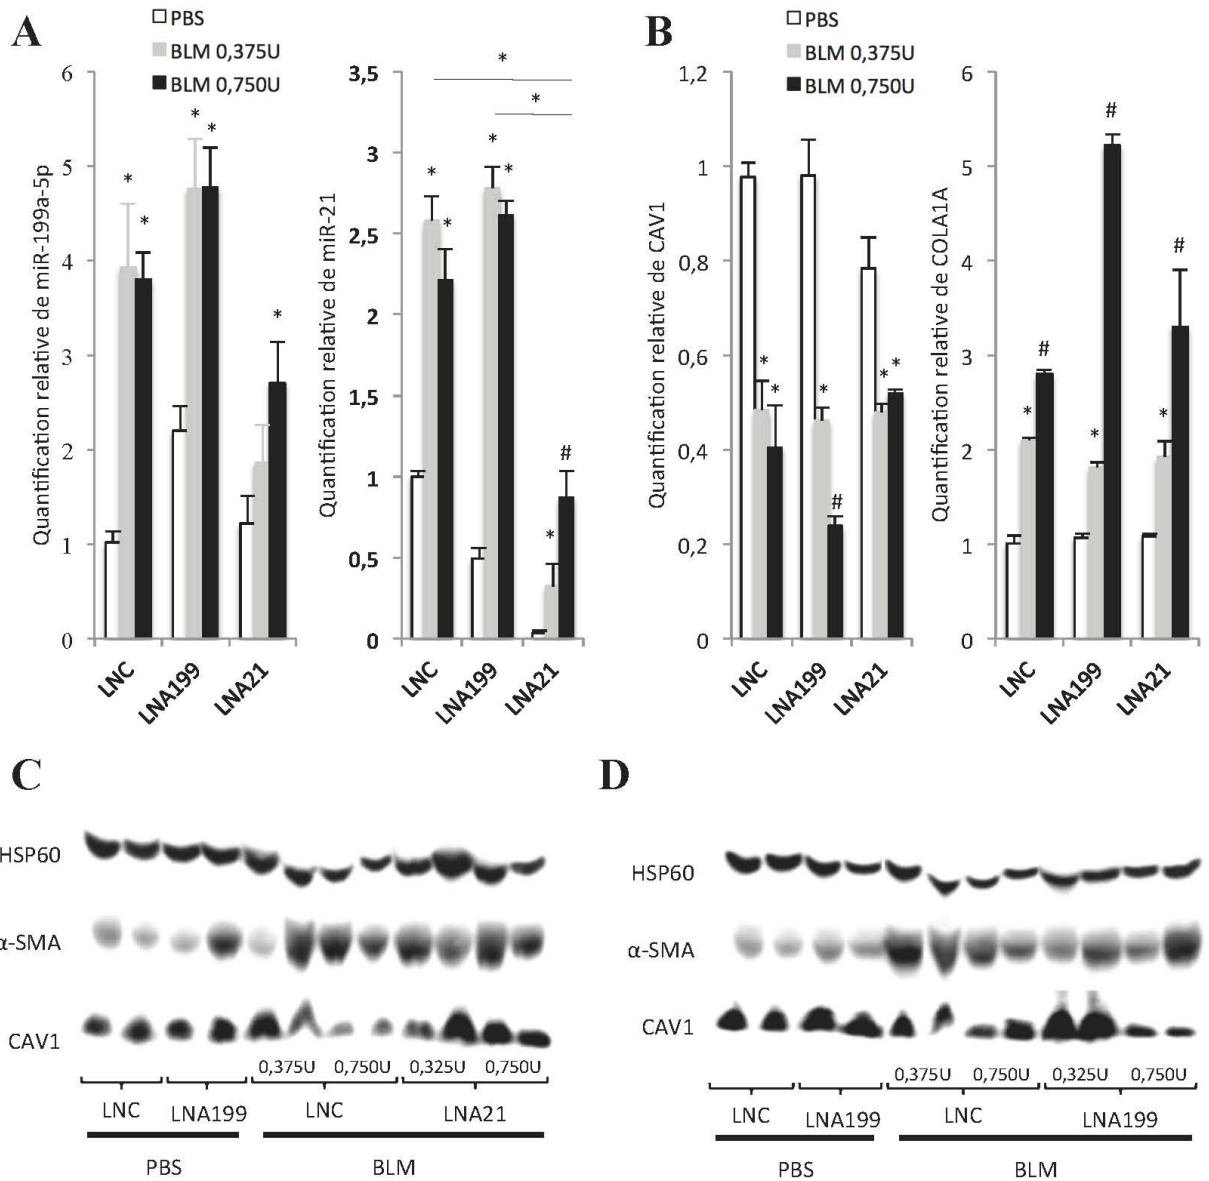 A
PBS
BLM 0,375U
BLM 0,750U
Quantification relative de miR-199a-5p
6
5
4
3
2
1
0
* * * * *
LNC LNA199 LNA21
Quantification relative de miR-21
3,5
3
2,5
2
1,5
1
0,5
0
*
*
* * * * * #
LNC LNA199 LNA21
B
PBS
BLM 0,375U
BLM 0,750U
Quantification relative de CAV1
1,2
1
0,8
0,6
0,4
0,2
0
* * * # * *
LNC LNA199 LNA21
Quantification relative de COLA1A
6
5
4
3
2
1
0
* # * # * #
LNC LNA199 LNA21
C
HSP60
α-SMA
CAV1
0,375U 0,750U 0,325U 0,750U
LNC LNA199 LNC LNA21
PBS BLM
D
HSP60
α-SMA
CAV1
0,375U 0,750U 0,325U 0,750U
LNC LNA199 LNC LNA199
PBS BLM